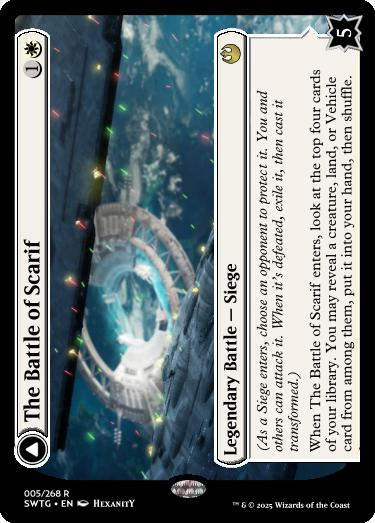 The Battle of Scarif
1
Legendary Battle — Siege
(As a Siege enters, choose an opponent to protect it. You and
others can attack it. When it's defeated, exile it, then cast it
transformed.)
When The Battle of Scarif enters, look at the top four cards
of your library. You may reveal a creature, land, or Vehicle
card from among them, put it into your hand, then shuffle.
5
005/268 R
SWTG • EN HEXANITY
™ & © 2025 Wizards of the Coast